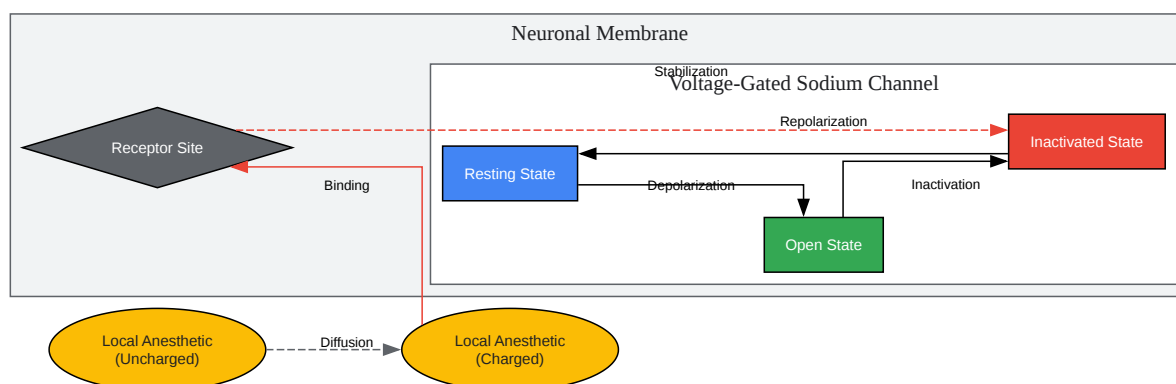 Neuronal Membrane
Stabilization
Voltage-Gated Sodium Channel
Repolarization
Receptor Site
Inactivated State
Resting State
Binding
Depolarization
Inactivation
Open State
Local Anesthetic
(Uncharged)
Diffusion
Local Anesthetic
(Charged)